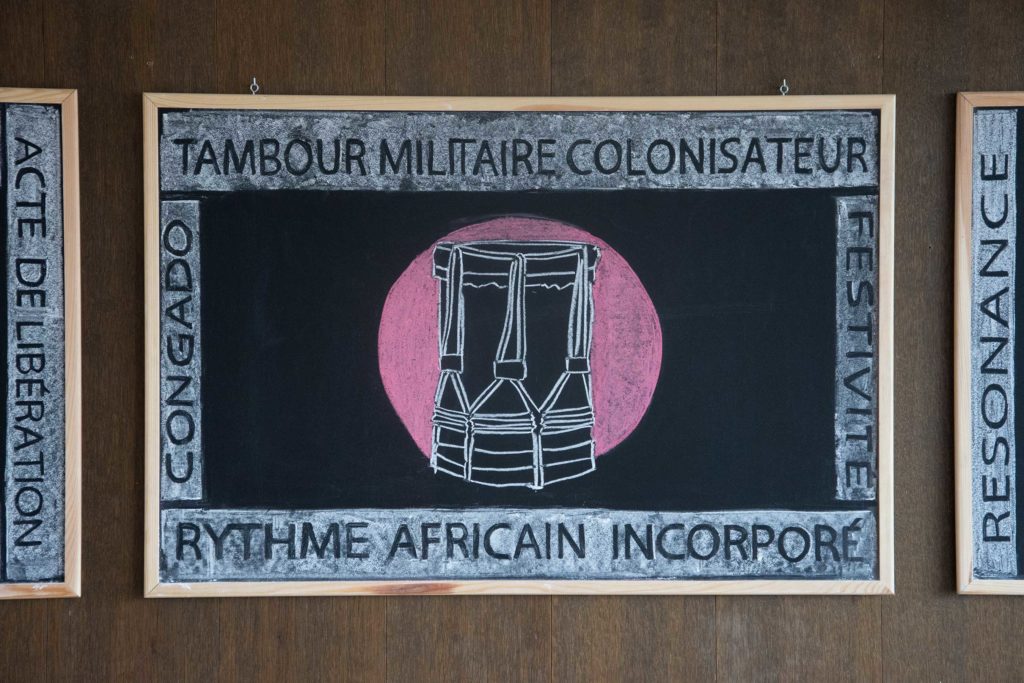 ACTE DE LIBÉRATION
TAMBOUR MILITAIRE COLONISATEUR
CONGADO
FESTIVITÉ
RYTHME AFRICAIN INCORPORÉ
RESONANCE